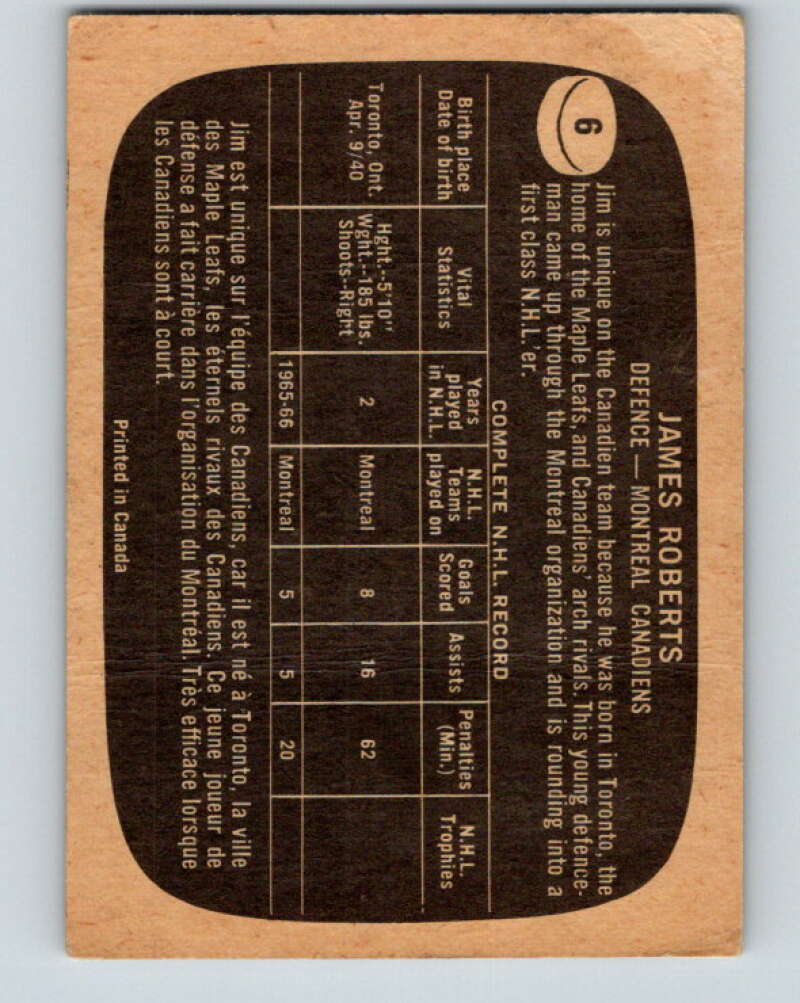 JAMES ROBERTS
DEFENCE — MONTREAL CANADIENS
6
Jim is unique on the Canadien team because he was born in Toronto, the
home of the Maple Leafs, and Canadiens' arch rivals. This young defence-
man came up through the Montreal organization and is rounding into a
first class N.H.L.'er.
COMPLETE N.H.L. RECORD
Birth place Date of birth | Vital Statistics | Years played in N.H.L. | N.H.L. Teams played on | Goals Scored | Assists | Penalties (Min.) | N.H.L. Trophies
Toronto, Ont. Apr. 9/40 | Hght.--5'10" Wght.--185 lbs. Shoots--Right | 2 | Montreal | 8 | 16 | 62
1965-66 | Montreal | 5 | 5 | 20
Jim est unique sur l'équipe des Canadiens, car il est né à Toronto, la ville
des Maple Leafs, les éternels rivaux des Canadiens. Ce jeune joueur de
défense a fait carrière dans l'organisation du Montréal. Très efficace lorsque
les Canadiens sont à court.
Printed in Canada